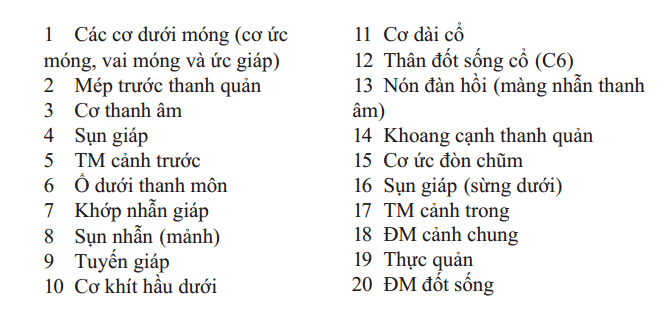 1 Các cơ dưới móng (cơ ức
móng, vai móng và ức giáp)
2 Mép trước thanh quản
3 Cơ thanh âm
4 Sụn giáp
5 TM cảnh trước
6 Ổ dưới thanh môn
7 Khớp nhẫn giáp
8 Sụn nhẫn (mảnh)
9 Tuyến giáp
10 Cơ khít hầu dưới
11 Cơ dài cổ
12 Thân đốt sống cổ (C6)
13 Nón đàn hồi (màng nhẫn thanh
âm)
14 Khoang cạnh thanh quản
15 Cơ ức đòn chũm
16 Sụn giáp (sừng dưới)
17 TM cảnh trong
18 ĐM cảnh chung
19 Thực quản
20 ĐM đốt sống